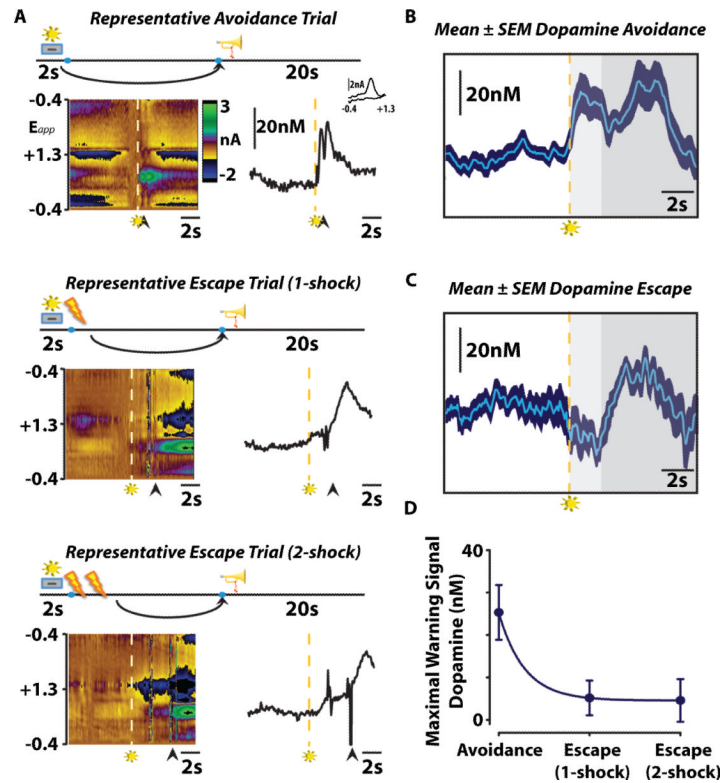 A
Representative Avoidance Trial
2s
20s
-0.4
E app
+1.3
-0.4
3
nA
-2
20nM
2nA
-0.4
+1.3
2s
2s
Representative Escape Trial (1-shock)
2s
20s
-0.4
+1.3
-0.4
2s
2s
Representative Escape Trial (2-shock)
2s
20s
-0.4
+1.3
-0.4
2s
2s
B
Mean ± SEM Dopamine Avoidance
20nM
2s
C
Mean ± SEM Dopamine Escape
20nM
2s
D
Maximal Warning Signal
Dopamine (nM)
40
0
Avoidance
Escape
(1-shock)
Escape
(2-shock)